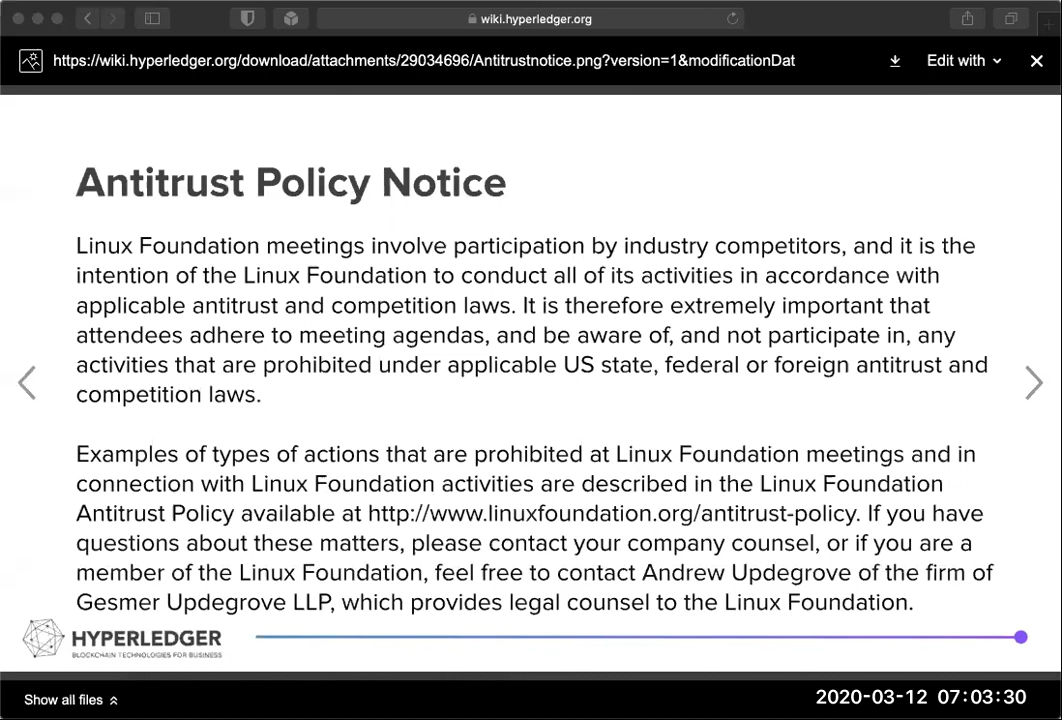 wiki.hyperledger.org
https://wiki.hyperledger.org/download/attachments/29034696/Antitrustnotice.png?version=1&modificationDat
Edit with
Antitrust Policy Notice
Linux Foundation meetings involve participation by industry competitors, and it is the
intention of the Linux Foundation to conduct all of its activities in accordance with
applicable antitrust and competition laws. It is therefore extremely important that
attendees adhere to meeting agendas, and be aware of, and not participate in, any
activities that are prohibited under applicable US state, federal or foreign antitrust and
competition laws.
Examples of types of actions that are prohibited at Linux Foundation meetings and in
connection with Linux Foundation activities are described in the Linux Foundation
Antitrust Policy available at http://www.linuxfoundation.org/antitrust-policy. If you have
questions about these matters, please contact your company counsel, or if you are a
member of the Linux Foundation, feel free to contact Andrew Updegrove of the firm of
Gesmer Updegrove LLP, which provides legal counsel to the Linux Foundation.
HYPERLEDGER
BLOCKCHAIN TECHNOLOGIES FOR BUSINESS
Show all files
2020-03-12 07:03:30